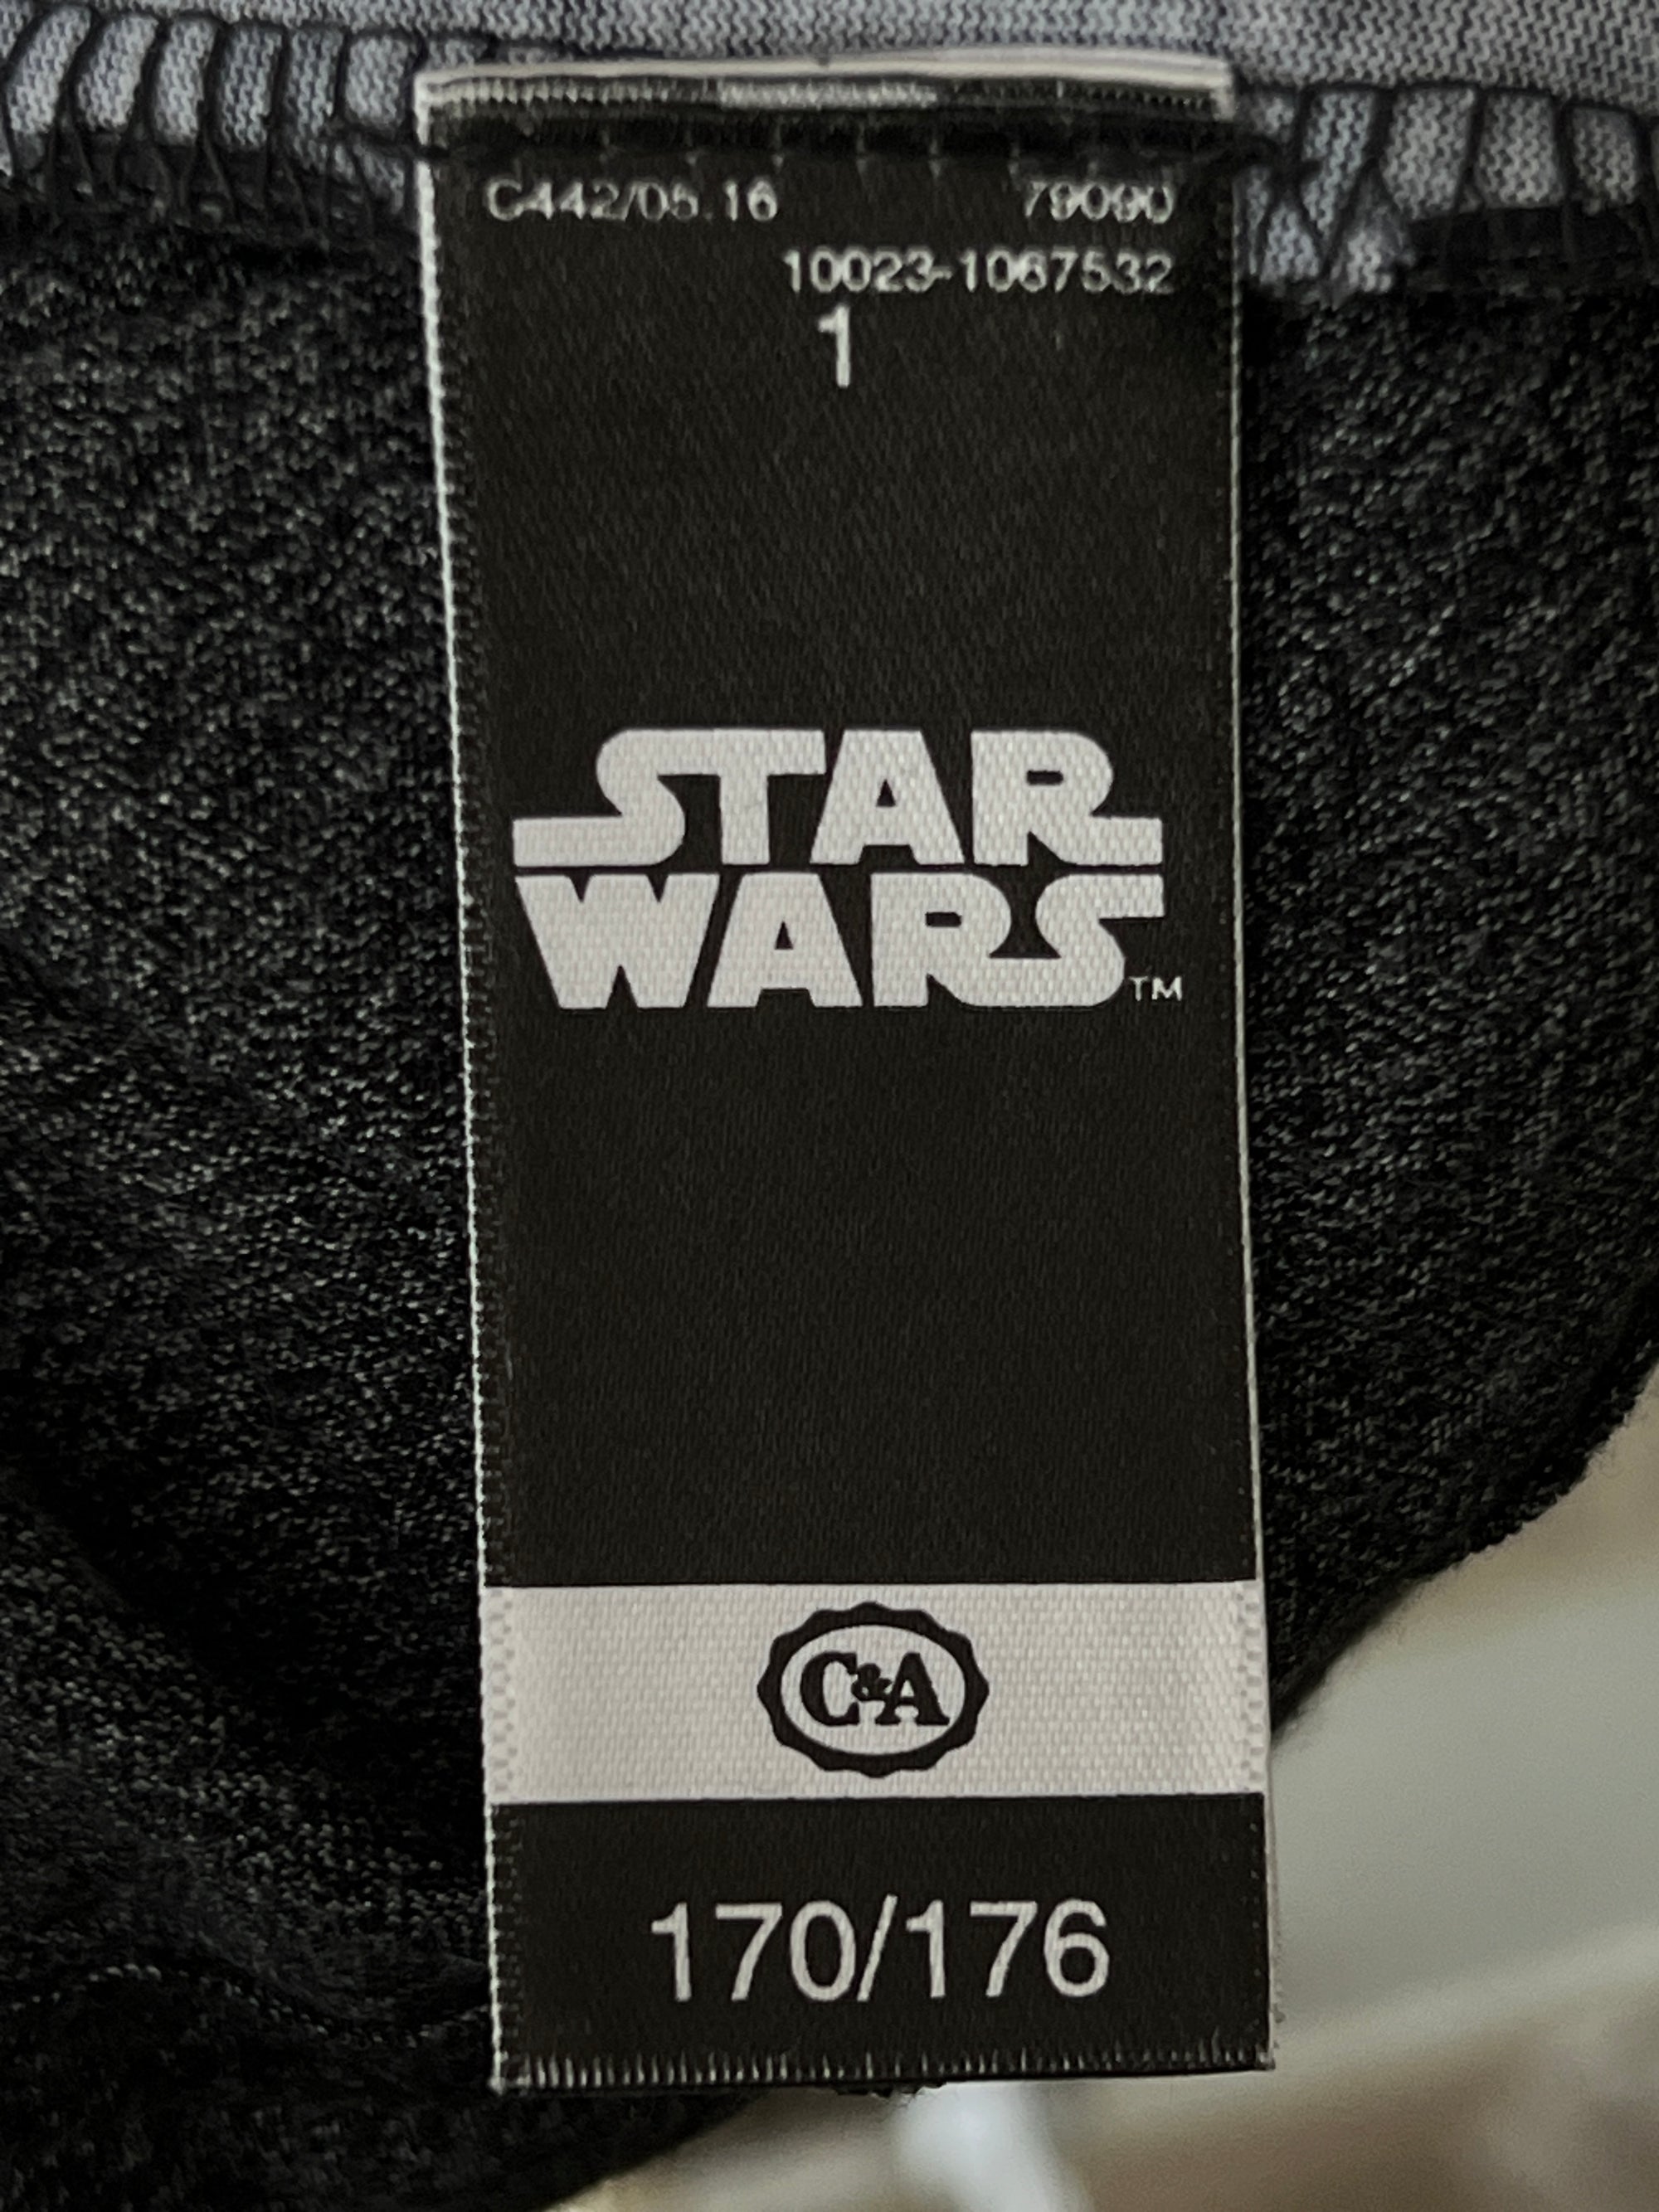 C442/05.16 79090
10023-1067532
1
STAR
WARS TM
C&A
170/176